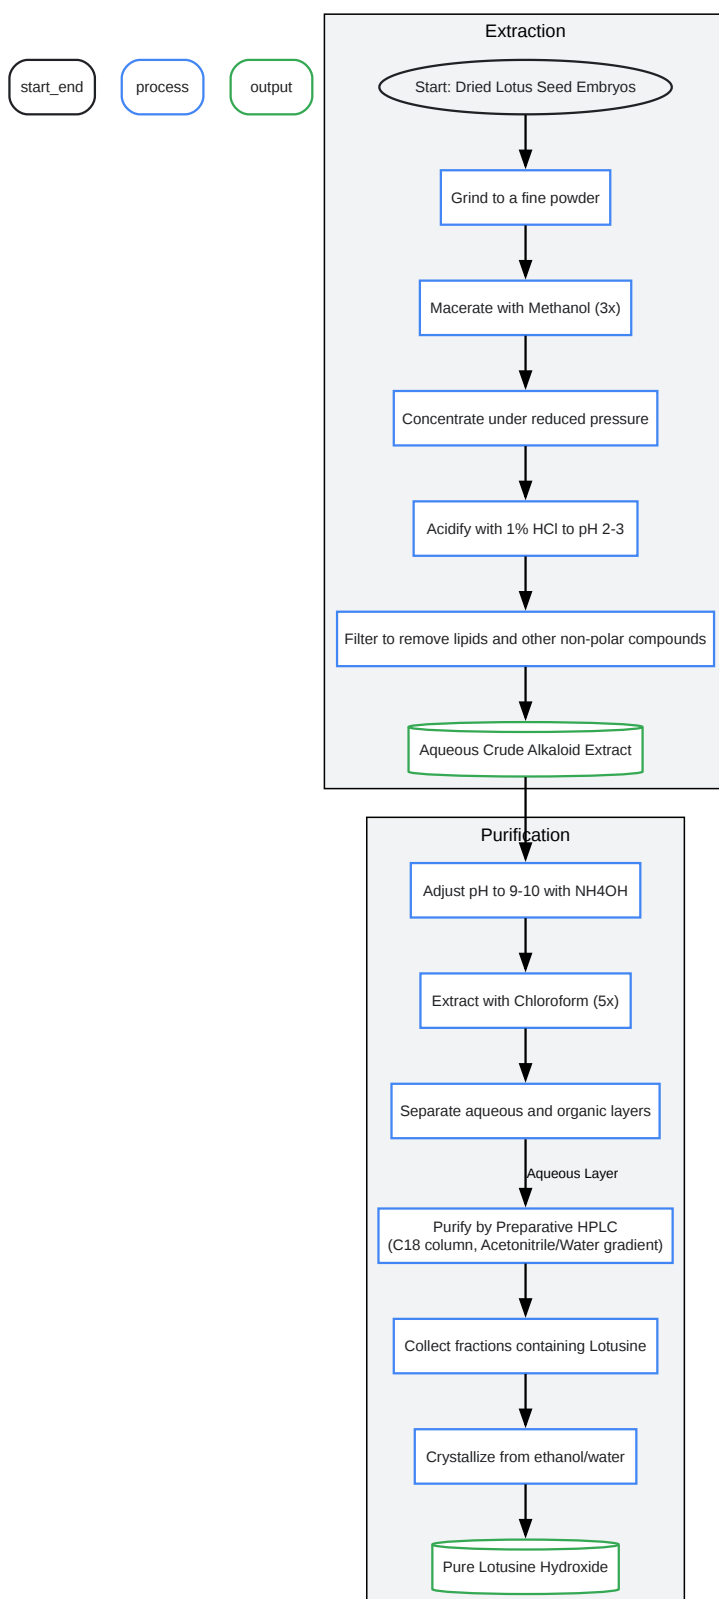 Extraction
start_end
process
output
Start: Dried Lotus Seed Embryos
Grind to a fine powder
Macerate with Methanol (3x)
Concentrate under reduced pressure
Acidify with 1% HCl to pH 2-3
Filter to remove lipids and other non-polar compounds
Aqueous Crude Alkaloid Extract
Purification
Adjust pH to 9-10 with NH4OH
Extract with Chloroform (5x)
Separate aqueous and organic layers
Aqueous Layer
Purify by Preparative HPLC
(C18 column, Acetonitrile/Water gradient)
Collect fractions containing Lotusine
Crystallize from ethanol/water
Pure Lotusine Hydroxide